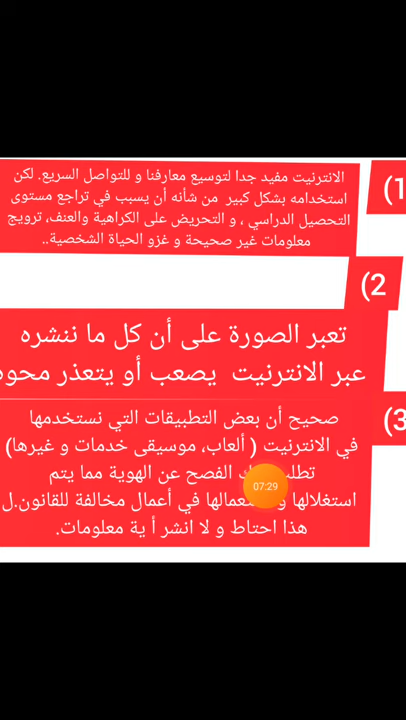 1)
الانترنيت مفيد جدا لتوسيع معارفنا و للتواصل السريع. لكن
استخدامه بشكل كبير من شأنه أن يسبب في تراجع مستوى
التحصيل الدراسي ، و التحريض على الكراهية والعنف، ترويج
معلومات غير صحيحة و غزو الحياة الشخصية..
2)
تعبر الصورة على أن كل ما ننشره
عبر الانترنيت يصعب أو يتعذر محوه
3)
صحيح أن بعض التطبيقات التي نستخدمها
في الانترنيت ( ألعاب، موسيقى خدمات و غيرها)
الفصح عن الهوية مما يتم
استغلالها في أعمال مخالفة للقانون.ل
هذا احتاط و لا انشر أ ية معلومات.
07:29